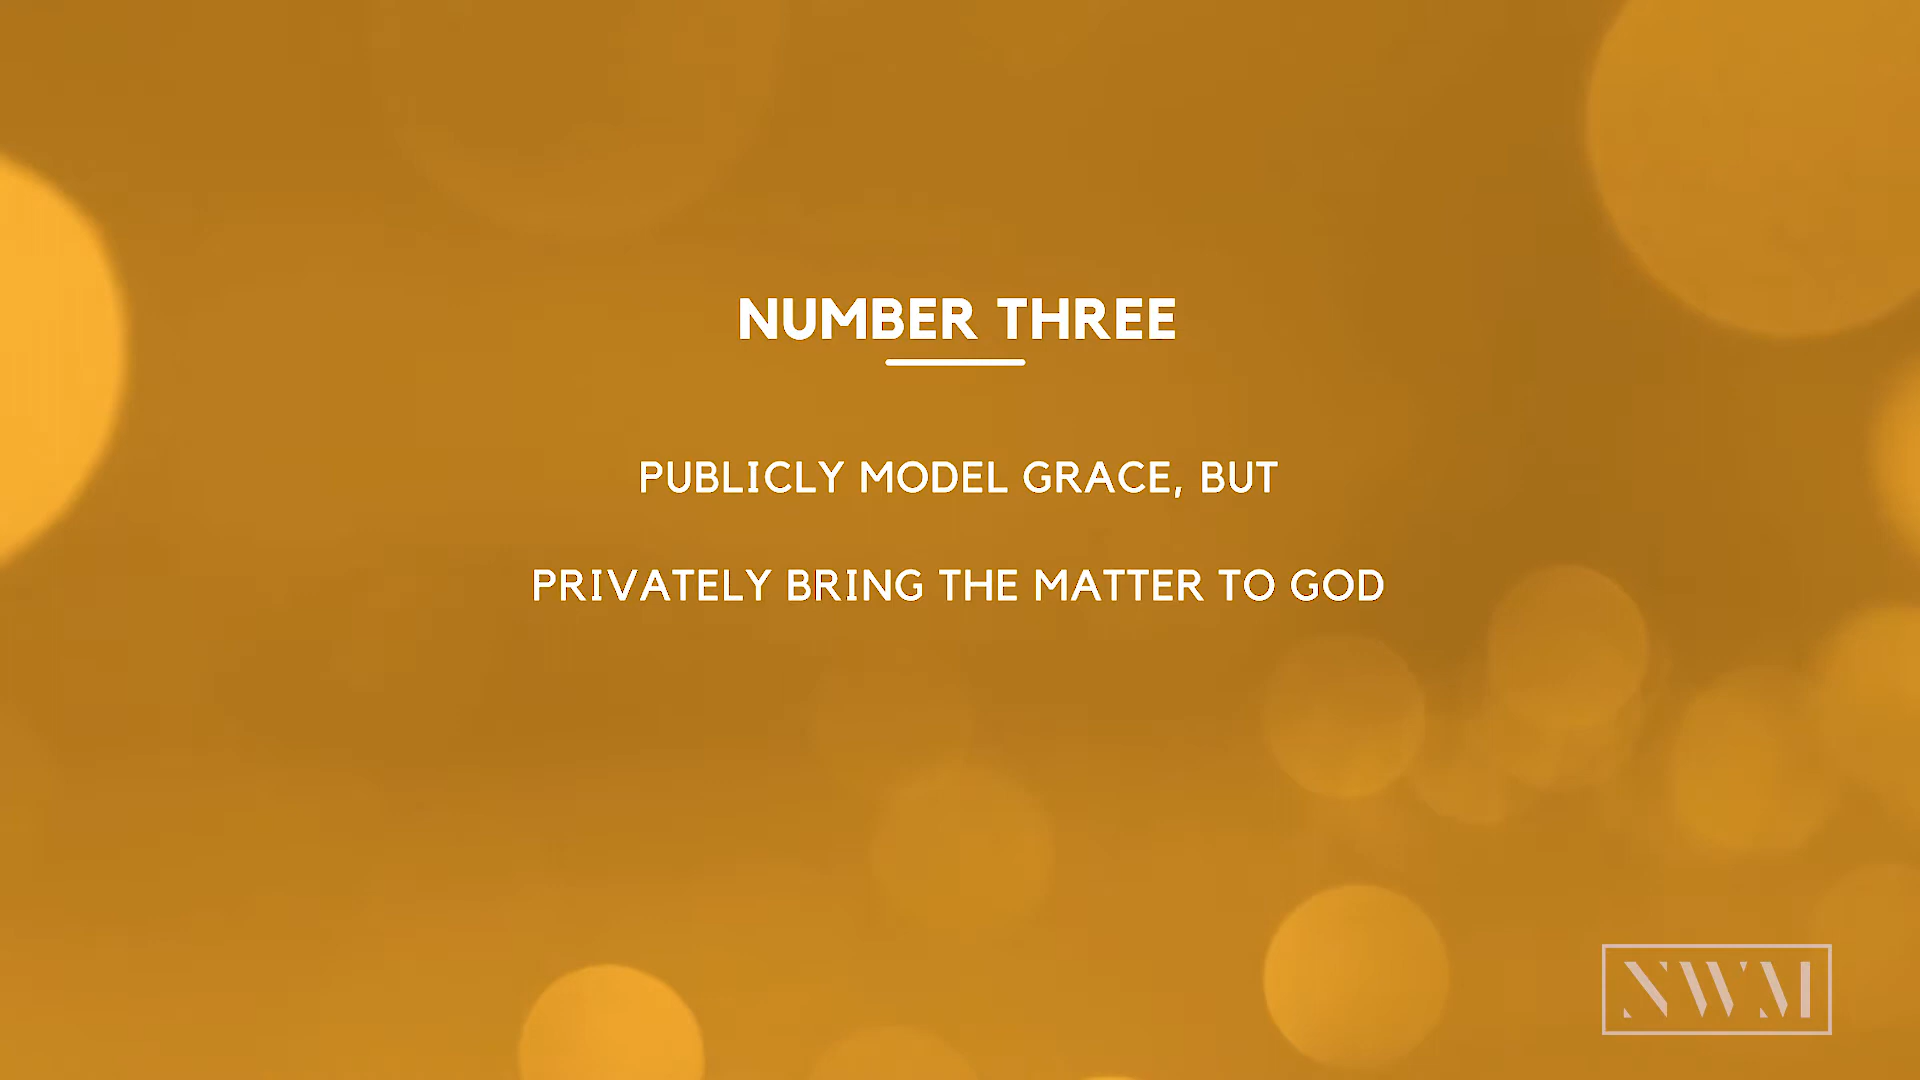 NUMBER THREE
PUBLICLY MODEL GRACE, BUT
PRIVATELY BRING THE MATTER TO GOD
NWM